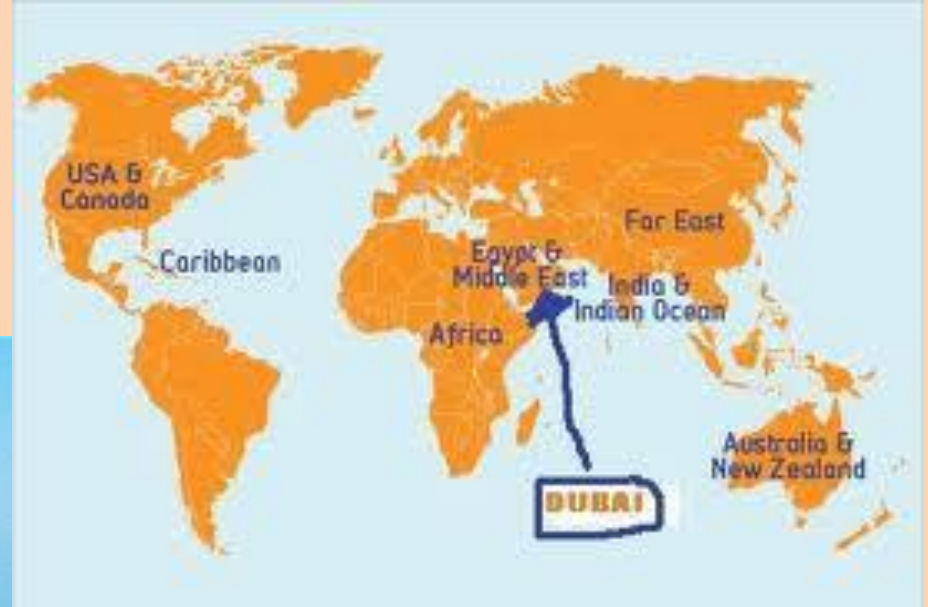 USA &
Canada
Caribbean
Far East
Egypt &
Middle East
India &
Indian Ocean
Africa
Australia &
New Zealand
DUBAI